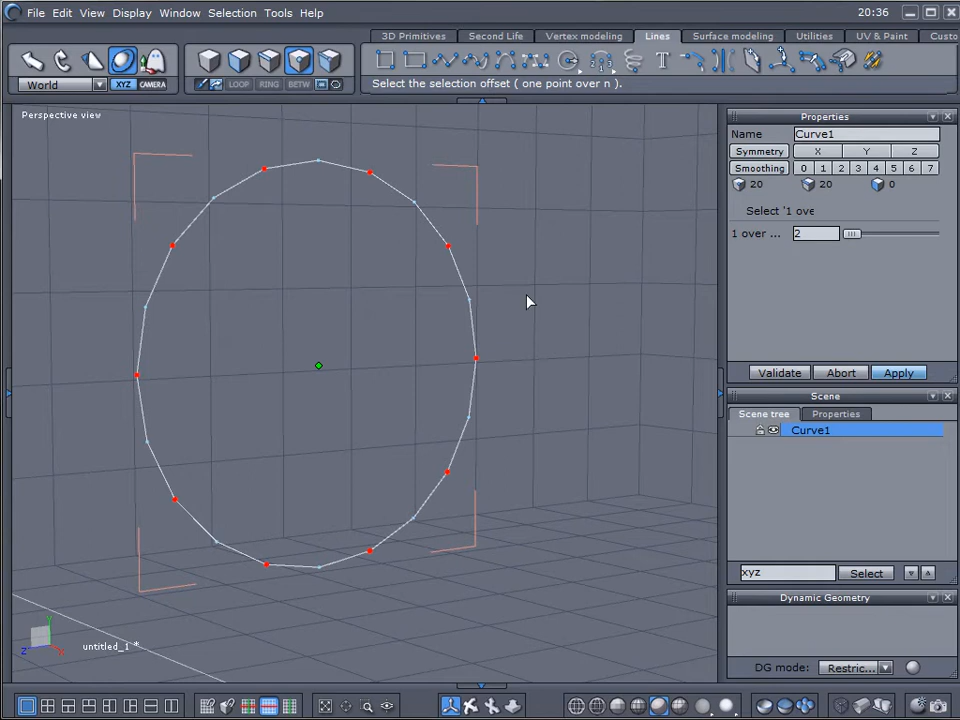 File Edit View Display Window Selection Tools Help 20:36
3D Primitives Second Life Vertex modeling Lines Surface modeling Utilities UV & Paint Custo
World XYZ CAMERA LOOP RING BETW
Select the selection offset ( one point over n ).
Perspective view
Properties
Name Curve1
Symmetry X Y Z
Smoothing 0 1 2 3 4 5 6 7
20 20 0
Select '1 ove
1 over ... 2
Validate Abort Apply
Scene
Scene tree Properties
Curve1
xyz Select
Dynamic Geometry
Y
Z X
untitled_1 *
DG mode: Restric...